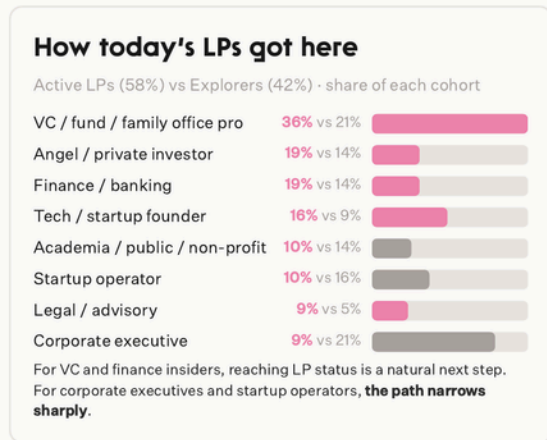 How today's LPs got here
Active LPs (58%) vs Explorers (42%) · share of each cohort
VC / fund / family office pro 36% vs 21%
Angel / private investor 19% vs 14%
Finance / banking 19% vs 14%
Tech / startup founder 16% vs 9%
Academia / public / non-profit 10% vs 14%
Startup operator 10% vs 16%
Legal / advisory 9% vs 5%
Corporate executive 9% vs 21%
For VC and finance insiders, reaching LP status is a natural next step.
For corporate executives and startup operators, the path narrows
sharply.